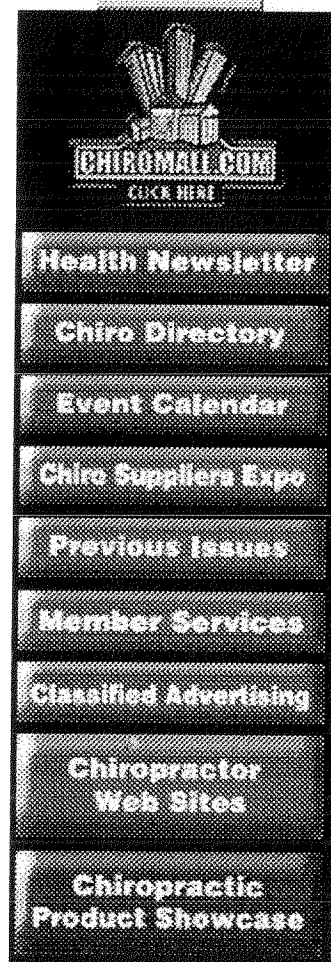 CHIROMALL.COM
CLICK HERE
Health Newsletter
Chiro Directory
Event Calendar
Chiro Suppliers Expo
Previous Issues
Member Services
Classified Advertising
Chiropractor
Web Sites
Chiropractic
Product Showcase